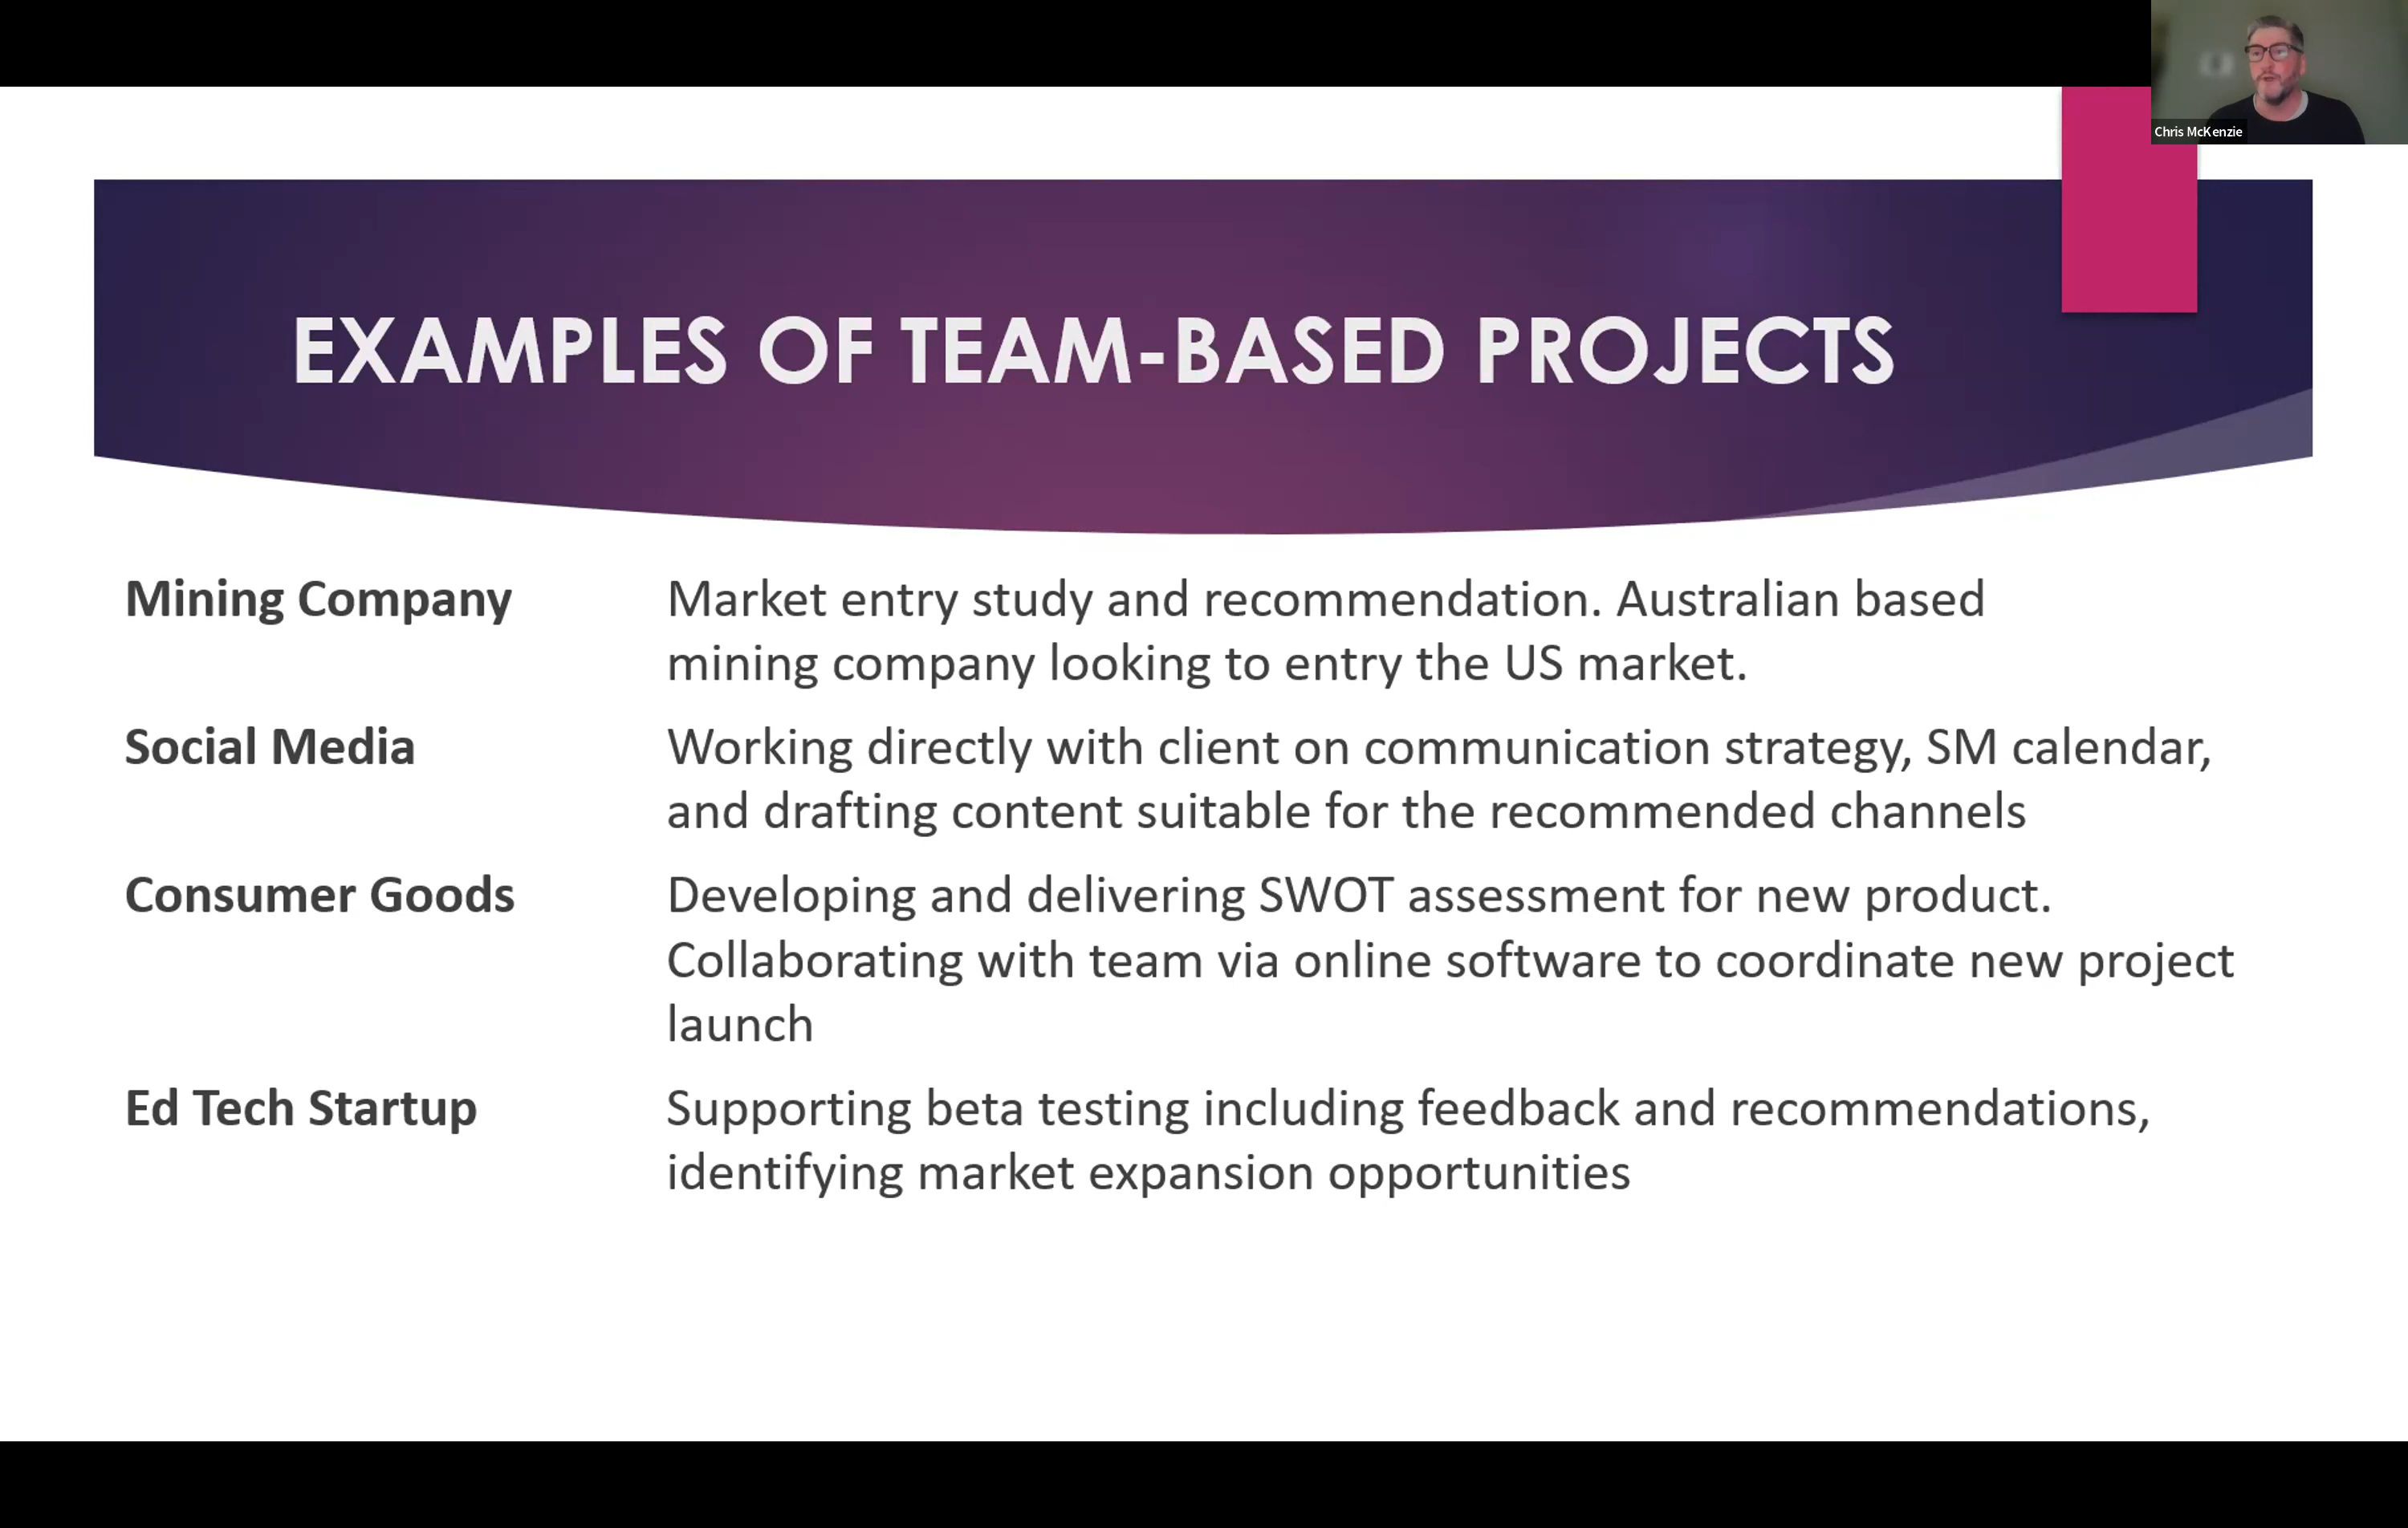 Chris McKenzie
EXAMPLES OF TEAM-BASED PROJECTS
Mining Company
Market entry study and recommendation. Australian based
mining company looking to entry the US market.
Social Media
Working directly with client on communication strategy, SM calendar,
and drafting content suitable for the recommended channels
Consumer Goods
Developing and delivering SWOT assessment for new product.
Collaborating with team via online software to coordinate new project
launch
Ed Tech Startup
Supporting beta testing including feedback and recommendations,
identifying market expansion opportunities